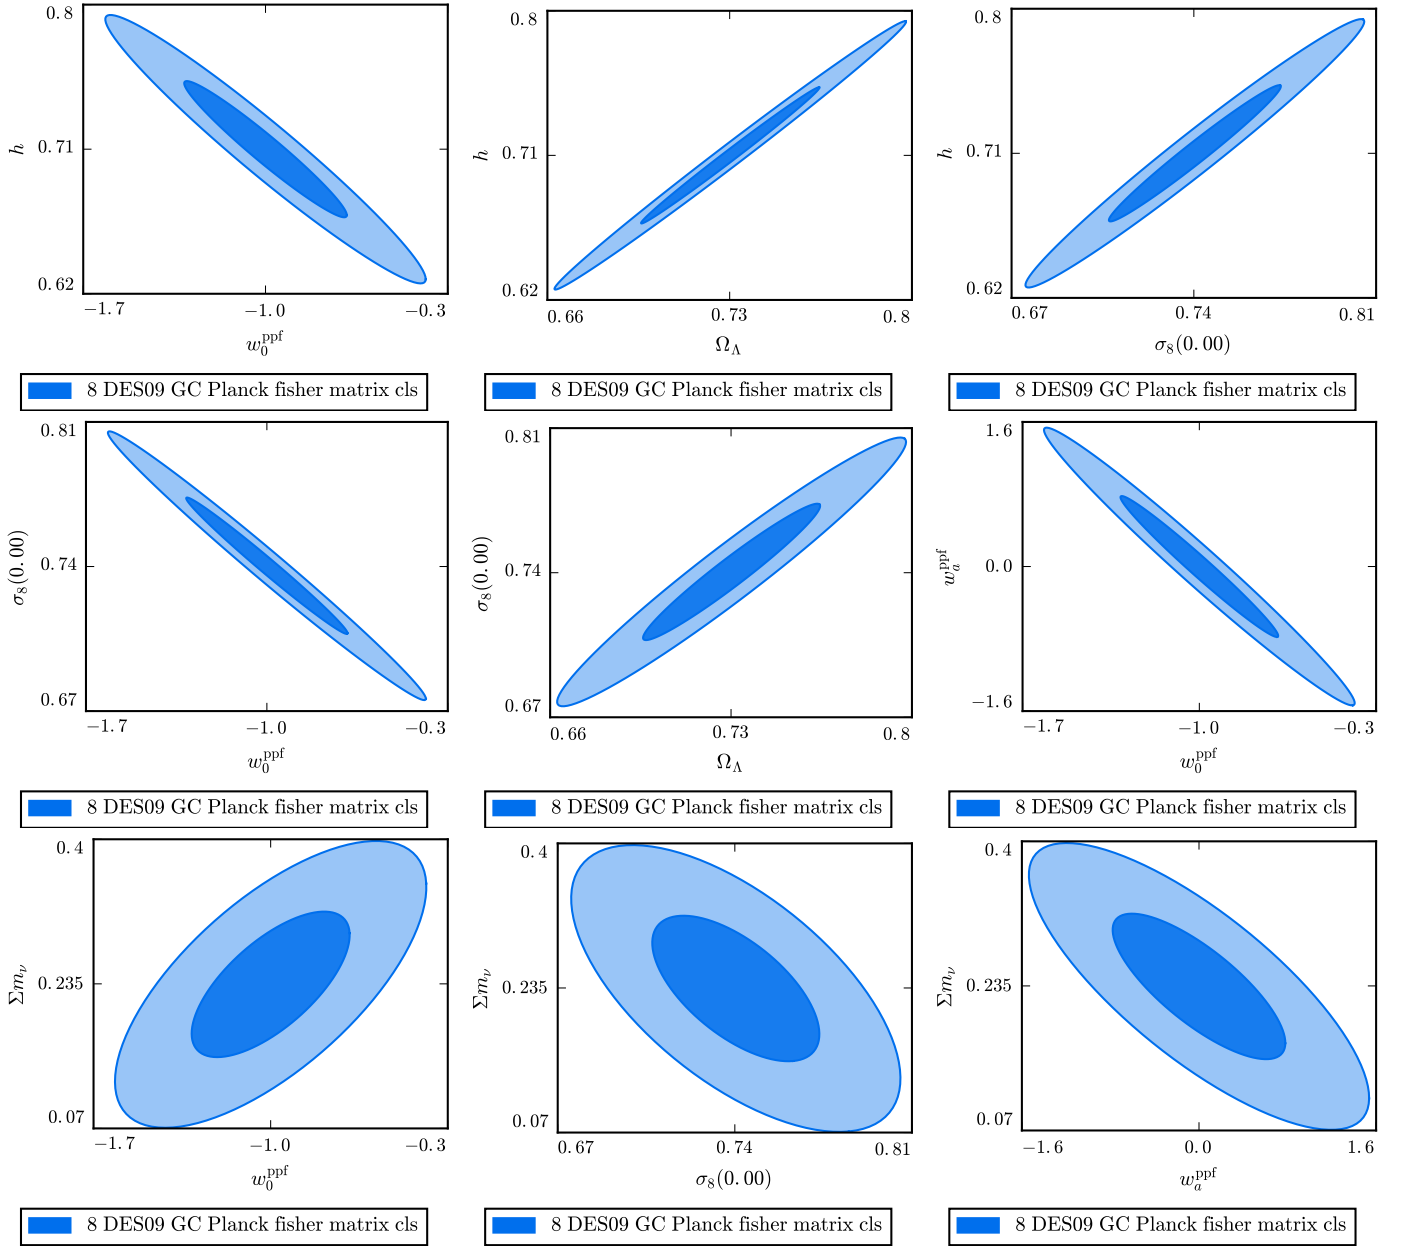 0.8
h
0.71
0.62
−1.7
−1.0
−0.3
w₀^ppf
8 DES09 GC Planck fisher matrix cls
0.8
h
0.71
0.62
0.66
0.73
0.8
Ω_Λ
8 DES09 GC Planck fisher matrix cls
0.8
h
0.71
0.62
0.67
0.74
0.81
σ₈(0.00)
8 DES09 GC Planck fisher matrix cls
0.81
σ₈(0.00)
0.74
0.67
−1.7
−1.0
−0.3
w₀^ppf
8 DES09 GC Planck fisher matrix cls
0.81
σ₈(0.00)
0.74
0.67
0.66
0.73
0.8
Ω_Λ
8 DES09 GC Planck fisher matrix cls
1.6
w_a^ppf
0.0
−1.6
−1.7
−1.0
−0.3
w₀^ppf
8 DES09 GC Planck fisher matrix cls
0.4
Σm_ν
0.235
0.07
−1.7
−1.0
−0.3
w₀^ppf
8 DES09 GC Planck fisher matrix cls
0.4
Σm_ν
0.235
0.07
0.67
0.74
0.81
σ₈(0.00)
8 DES09 GC Planck fisher matrix cls
0.4
Σm_ν
0.235
0.07
−1.6
0.0
1.6
w_a^ppf
8 DES09 GC Planck fisher matrix cls